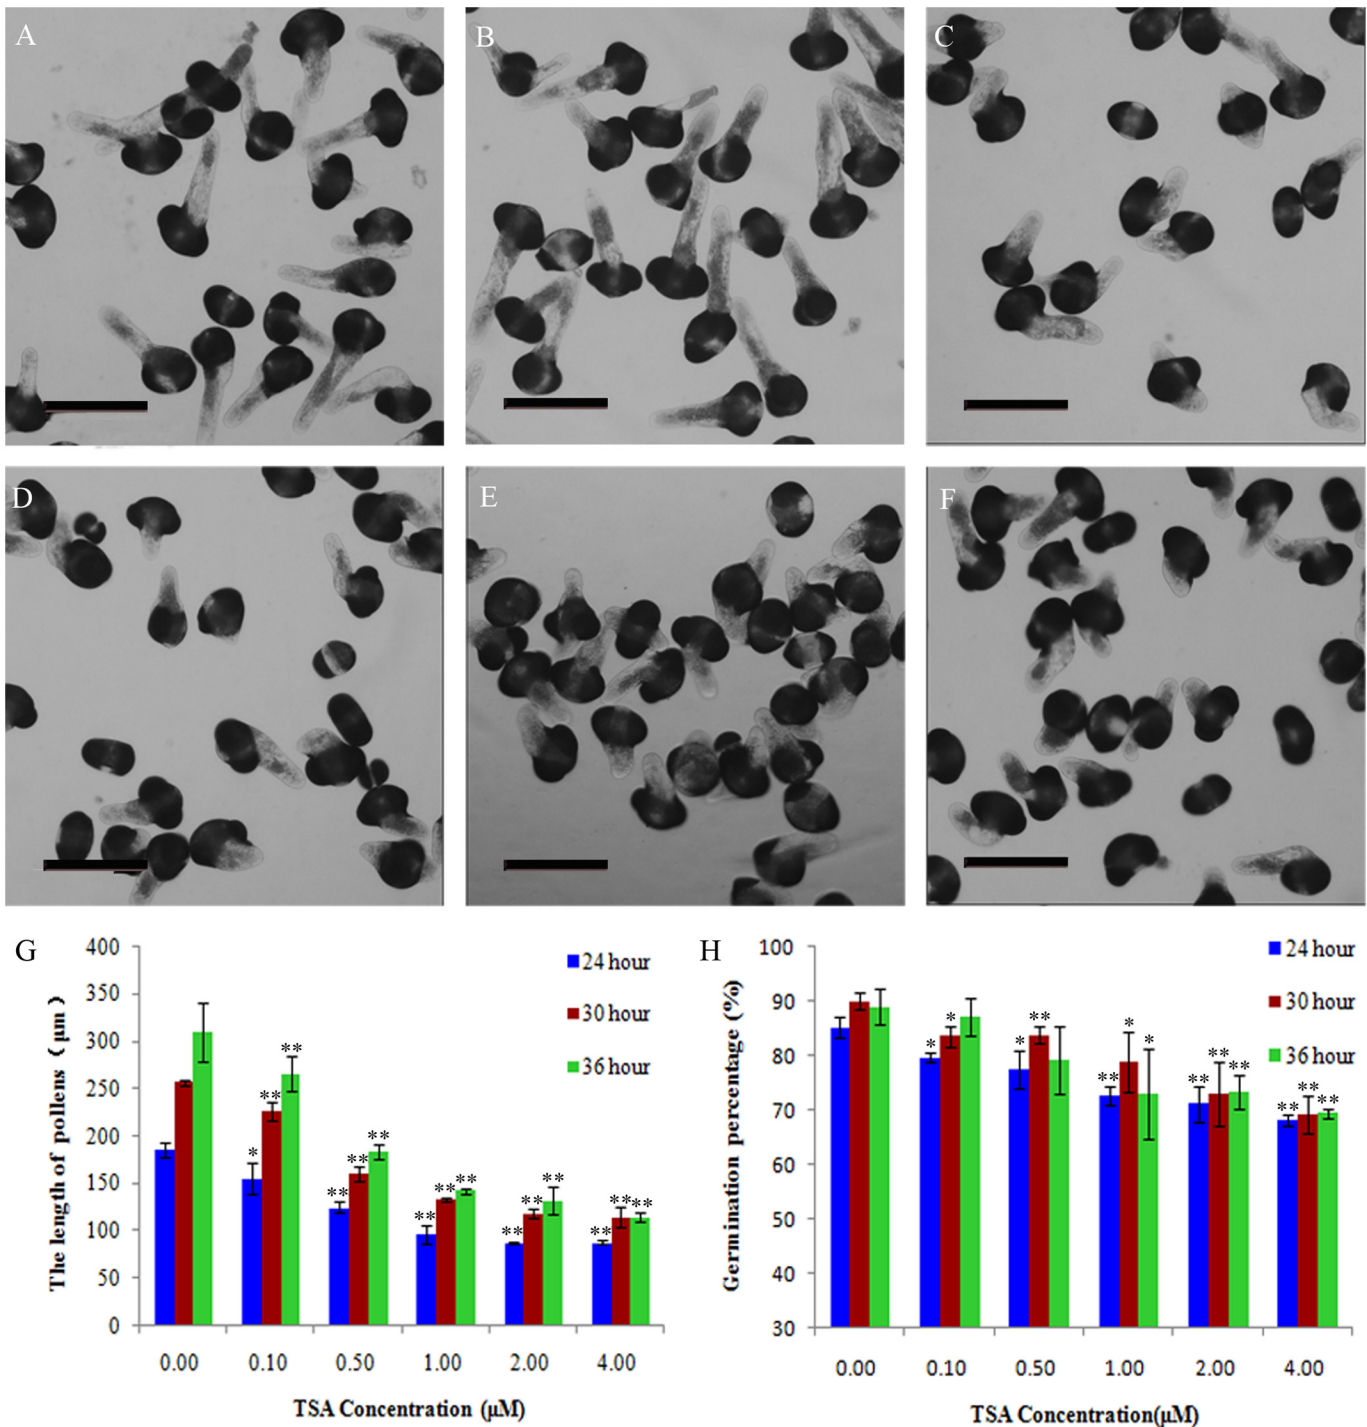 A
B
C
D
E
F
G
400
350
300
250
200
150
100
50
0
The length of pollens (μm)
24 hour
30 hour
36 hour
* ** **
** ** **
** ** **
** ** **
** ** **
0.00 0.10 0.50 1.00 2.00 4.00
TSA Concentration (μM)
H
100
90
80
70
60
50
40
30
Germination percentage (%)
24 hour
30 hour
36 hour
* *
* **
** * *
** ** **
** ** **
0.00 0.10 0.50 1.00 2.00 4.00
TSA Concentration(μM)